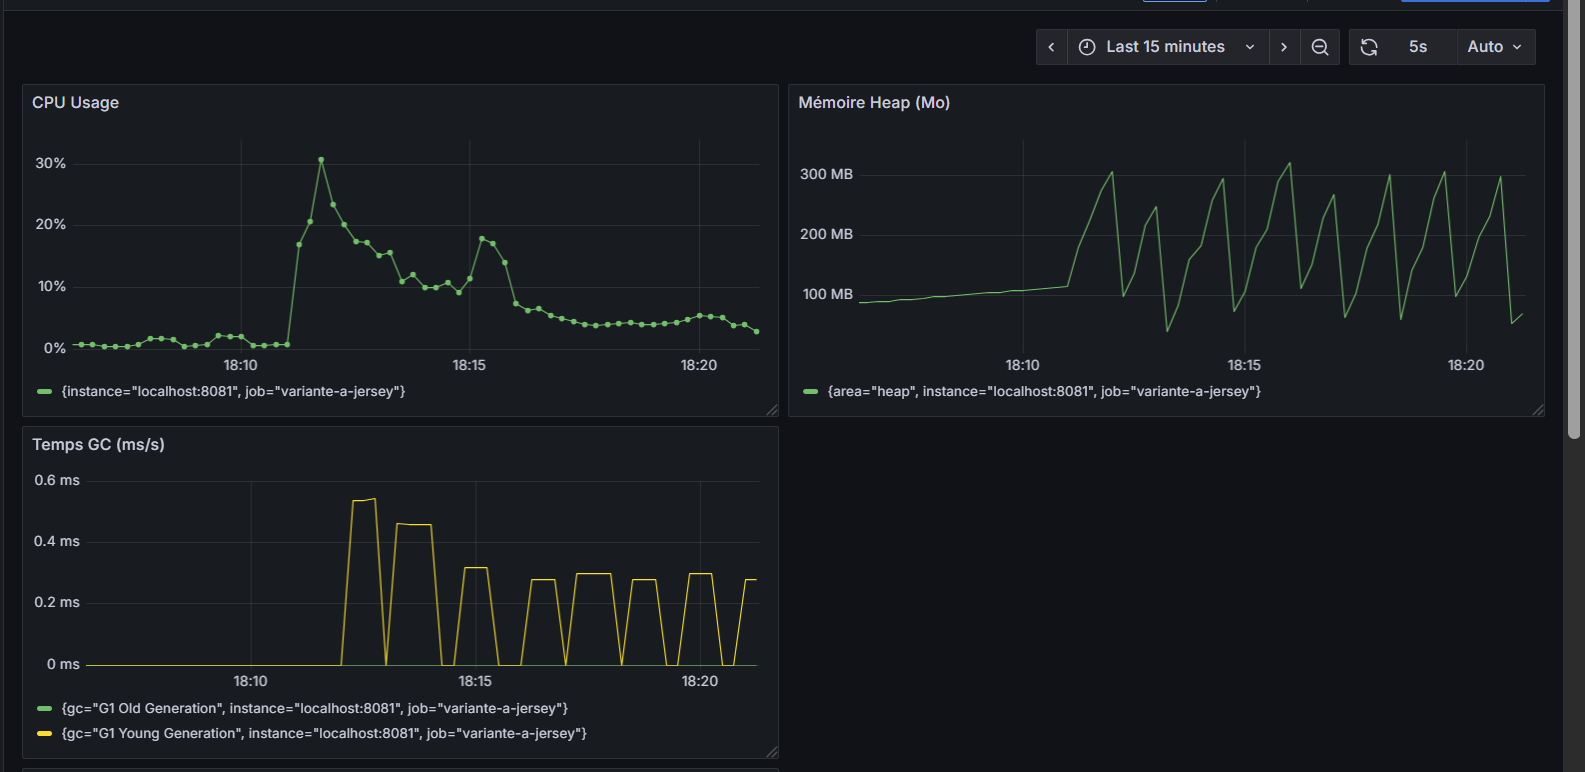 Last 15 minutes
5s
Auto
CPU Usage
30%
20%
10%
0%
18:10 18:15 18:20
{instance="localhost:8081", job="variante-a-jersey"}
Mémoire Heap (Mo)
300 MB
200 MB
100 MB
18:10 18:15 18:20
{area="heap", instance="localhost:8081", job="variante-a-jersey"}
Temps GC (ms/s)
0.6 ms
0.4 ms
0.2 ms
0 ms
18:10 18:15 18:20
{gc="G1 Old Generation", instance="localhost:8081", job="variante-a-jersey"}
{gc="G1 Young Generation", instance="localhost:8081", job="variante-a-jersey"}